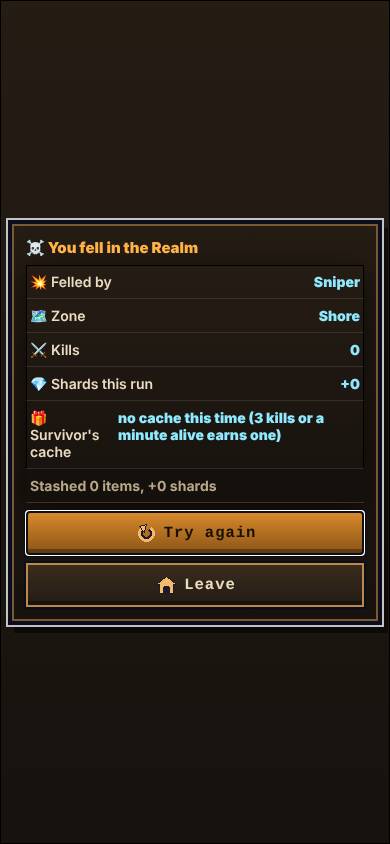 ☠️ You fell in the Realm
💥 Felled by Sniper
🗺️ Zone Shore
⚔️ Kills 0
💎 Shards this run +0
🎁 Survivor's cache no cache this time (3 kills or a minute alive earns one)
Stashed 0 items, +0 shards
Try again
Leave